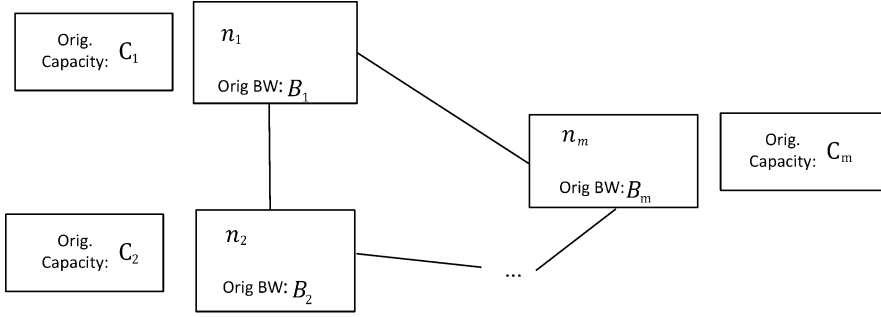 Orig.
Capacity: C₁
n₁
Orig BW: B₁
nₘ
Orig BW: Bₘ
Orig.
Capacity: Cₘ
Orig.
Capacity: C₂
n₂
Orig BW: B₂
...